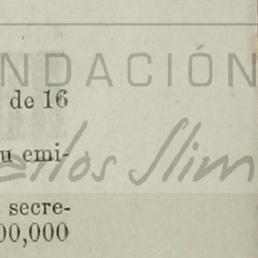 NDACIÓN
de 16
u emi-
rlos Slim
secre-
00,000